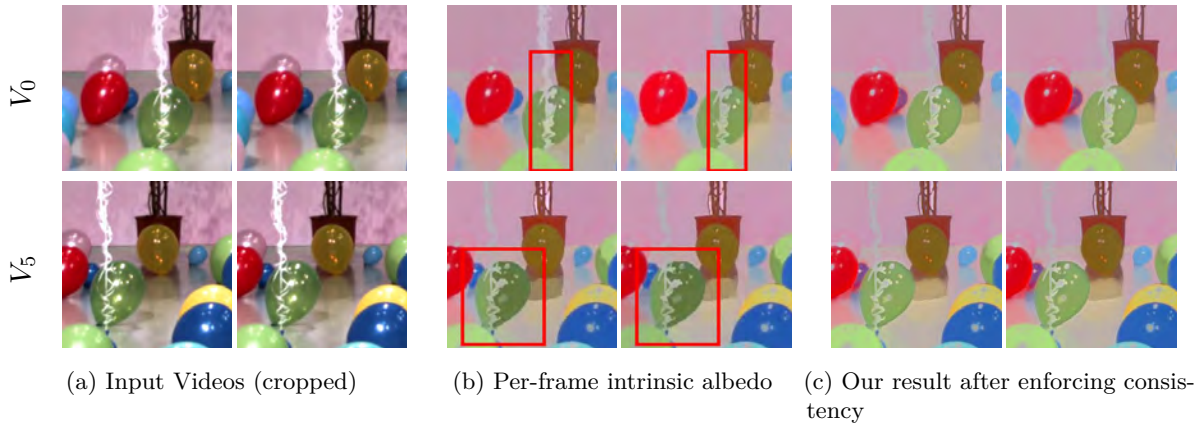 V₀
V₅
(a) Input Videos (cropped)
(b) Per-frame intrinsic albedo
(c) Our result after enforcing consis-
tency